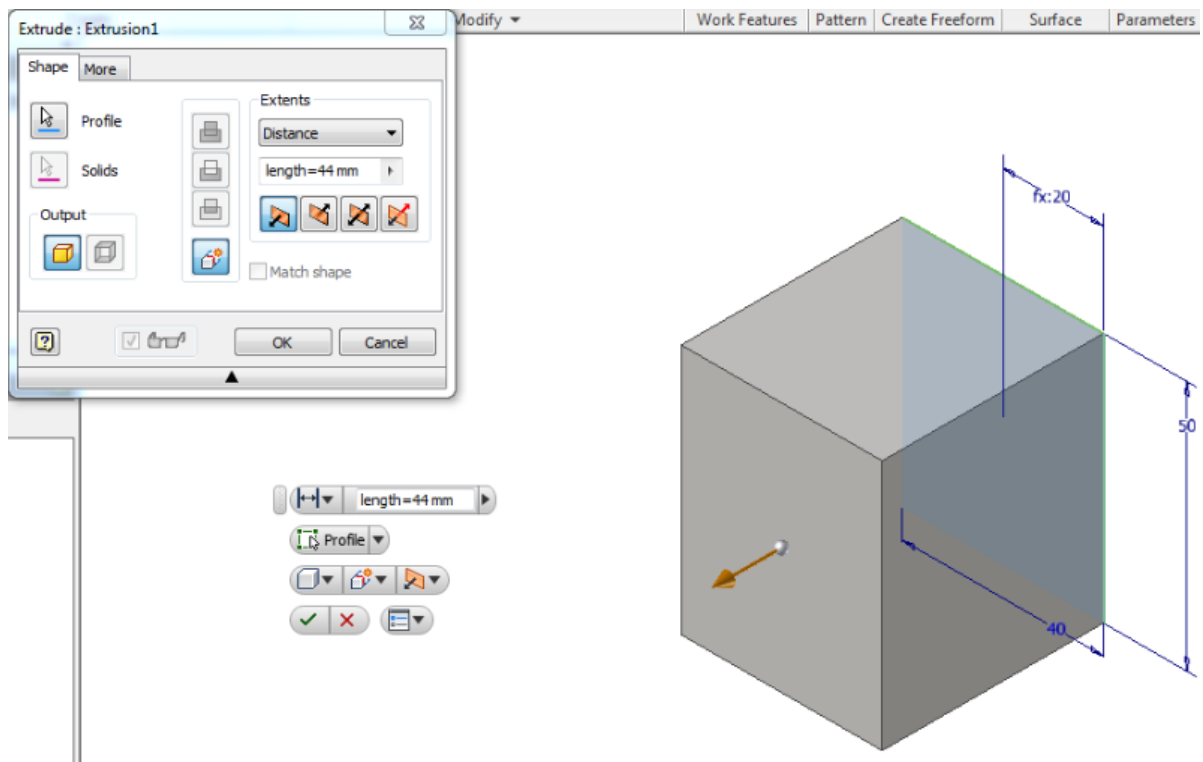 Extrude : Extrusion1
Modify
Work Features
Pattern
Create Freeform
Surface
Parameters
Shape
More
Profile
Solids
Output
Extents
Distance
length=44 mm
Match shape
OK
Cancel
fx:20
50
40
length=44 mm
Profile